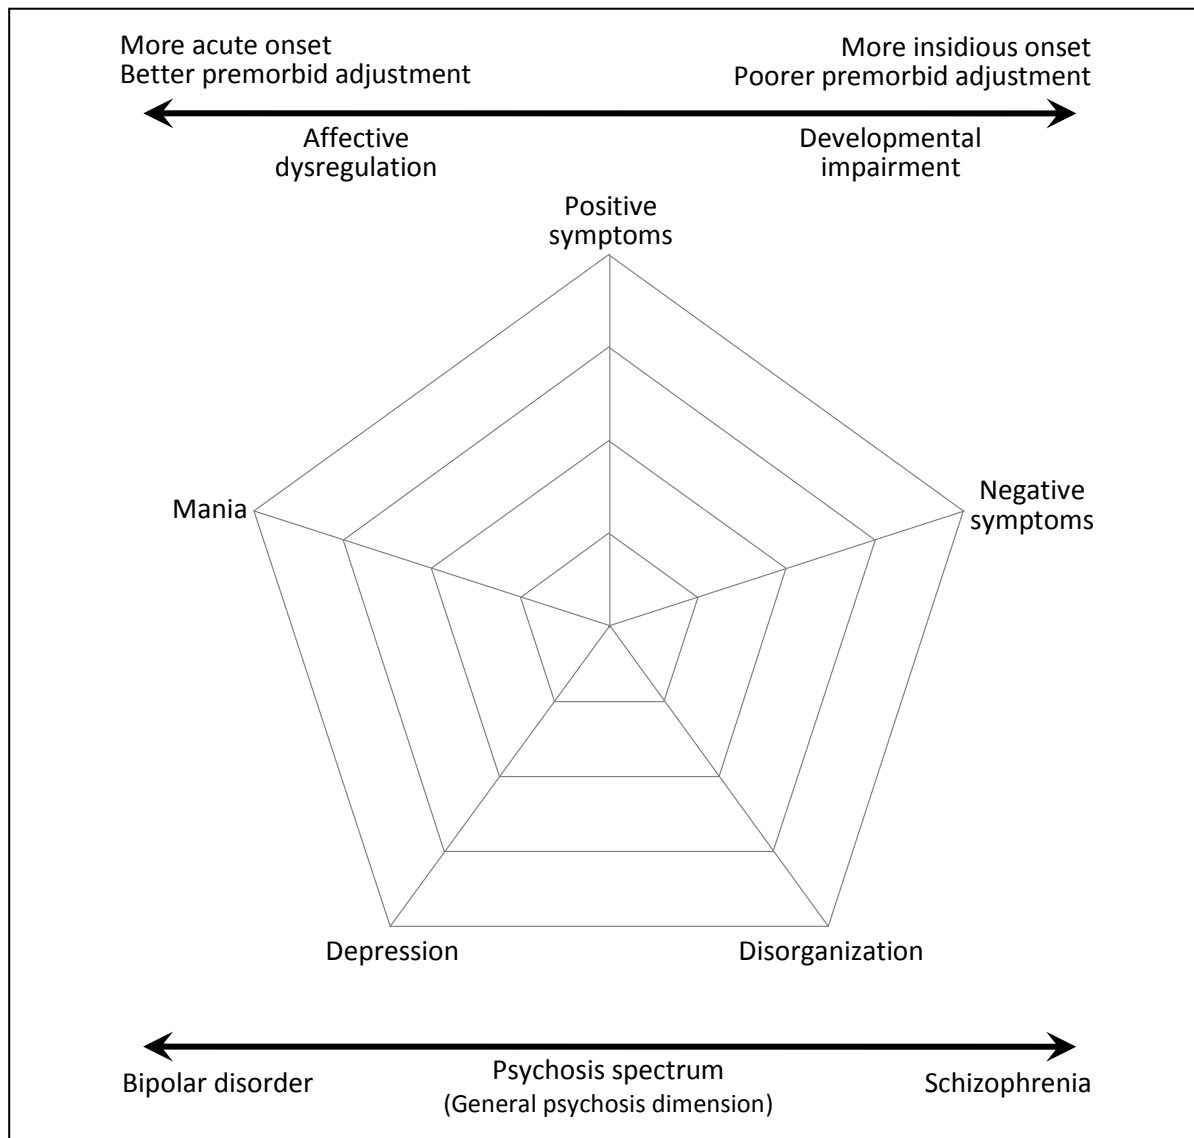 More acute onset
Better premorbid adjustment
More insidious onset
Poorer premorbid adjustment
Affective
dysregulation
Developmental
impairment
Positive
symptoms
Mania
Negative
symptoms
Depression
Disorganization
Bipolar disorder
Psychosis spectrum
(General psychosis dimension)
Schizophrenia